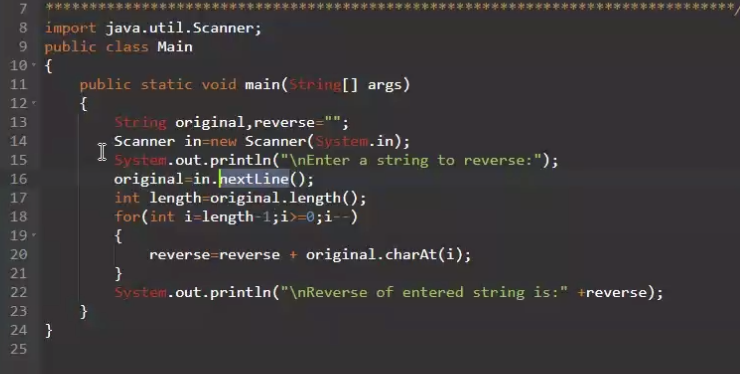 7 ******************************************************************************/
8 import java.util.Scanner;
9 public class Main
10 {
11 public static void main(String[] args)
12 {
13 String original,reverse="";
14 Scanner in=new Scanner(System.in);
15 System.out.println("\nEnter a string to reverse:");
16 original=in.nextLine();
17 int length=original.length();
18 for(int i=length-1;i>=0;i--)
19 {
20 reverse=reverse + original.charAt(i);
21 }
22 System.out.println("\nReverse of entered string is:" +reverse);
23 }
24 }
25